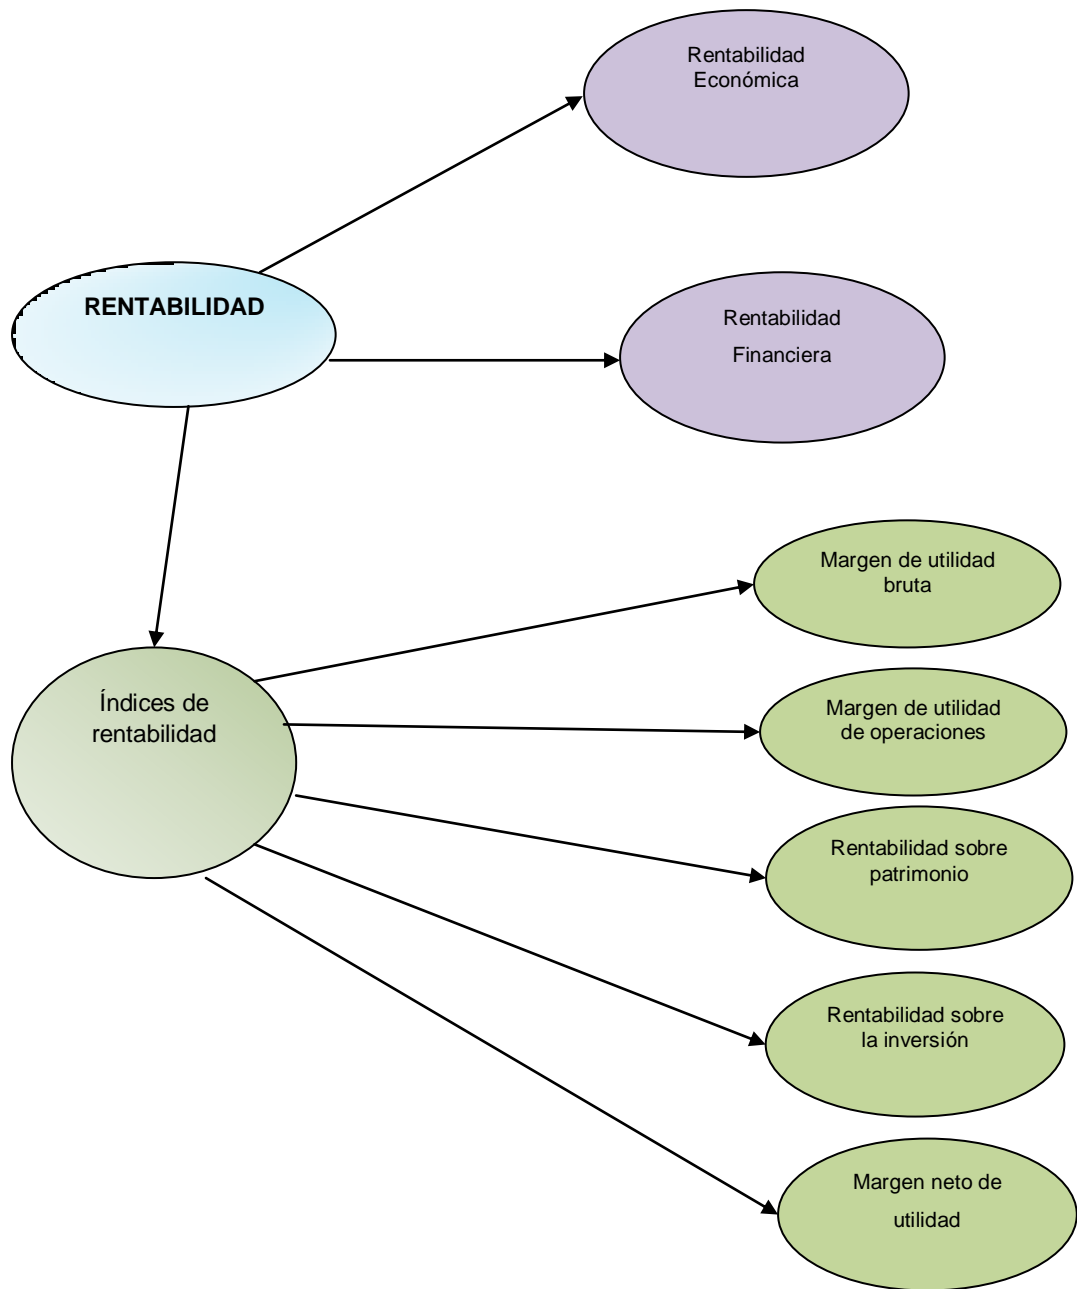 Rentabilidad
Económica
RENTABILIDAD
Rentabilidad
Financiera
Margen de utilidad
bruta
Índices de
rentabilidad
Margen de utilidad
de operaciones
Rentabilidad sobre
patrimonio
Rentabilidad sobre
la inversión
Margen neto de
utilidad